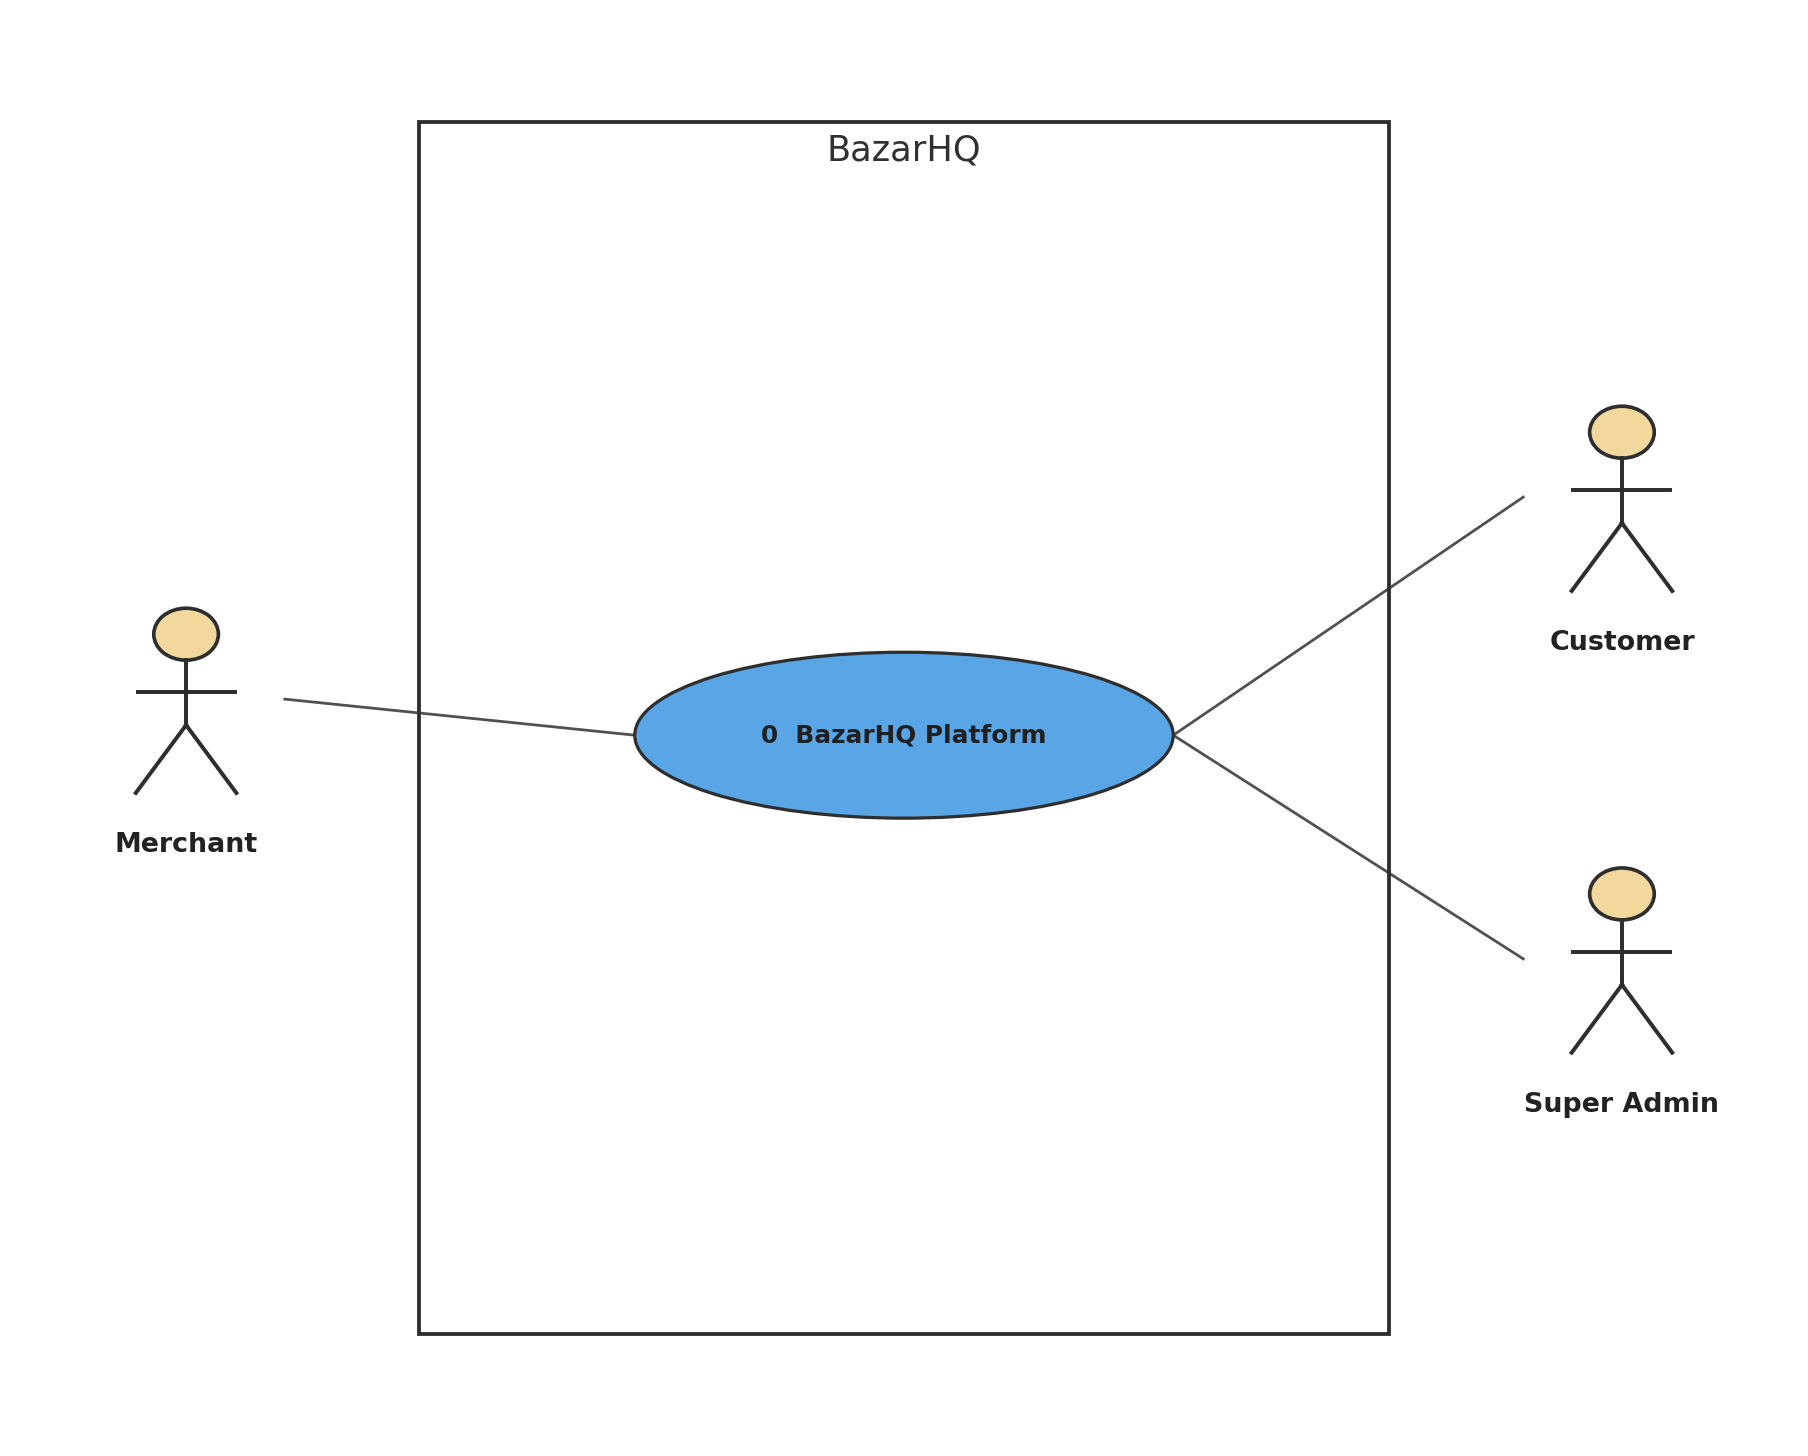 BazarHQ
Customer
0 BazarHQ Platform
Merchant
Super Admin